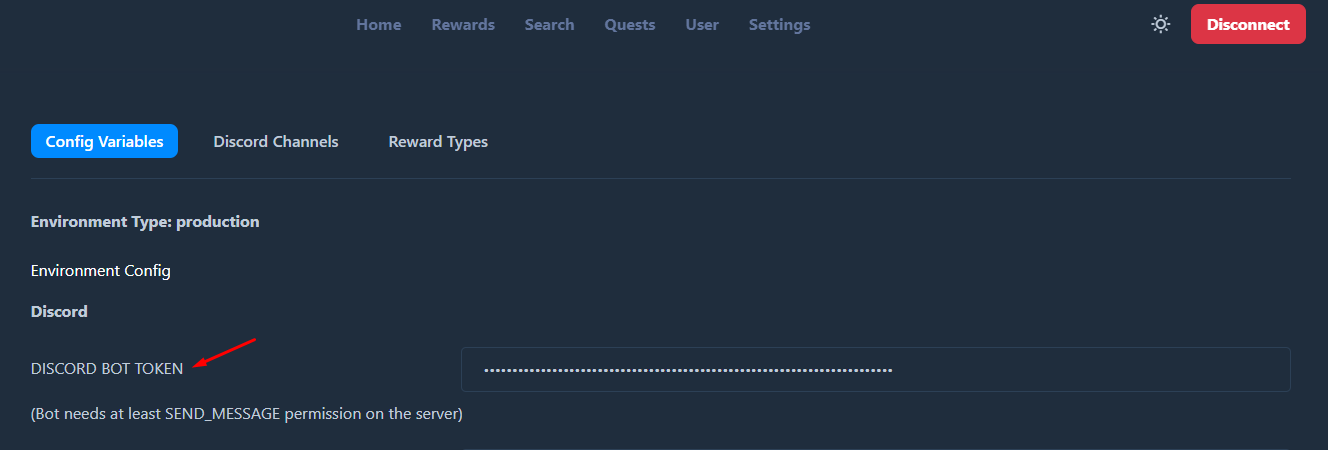 Home Rewards Search Quests User Settings Disconnect
Config Variables Discord Channels Reward Types
Environment Type: production
Environment Config
Discord
DISCORD BOT TOKEN
(Bot needs at least SEND_MESSAGE permission on the server)